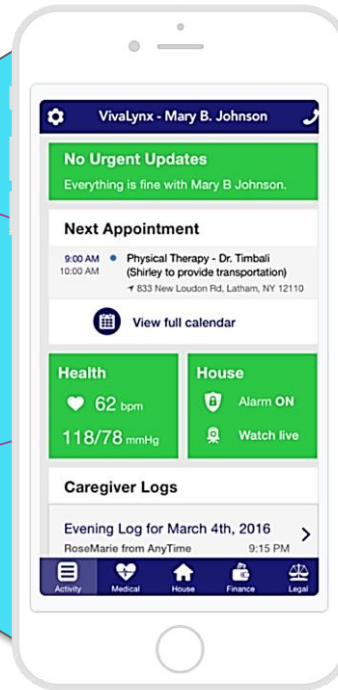 VivaLynx - Mary B. Johnson
No Urgent Updates
Everything is fine with Mary B Johnson.
Next Appointment
9:00 AM Physical Therapy - Dr. Timbali
10:00 AM (Shirley to provide transportation)
833 New Loudon Rd, Latham, NY 12110
View full calendar
Health
62 bpm
118/78 mmHg
House
Alarm ON
Watch live
Caregiver Logs
Evening Log for March 4th, 2016
RoseMarie from AnyTime 9:15 PM
Activity Medical House Finance Legal